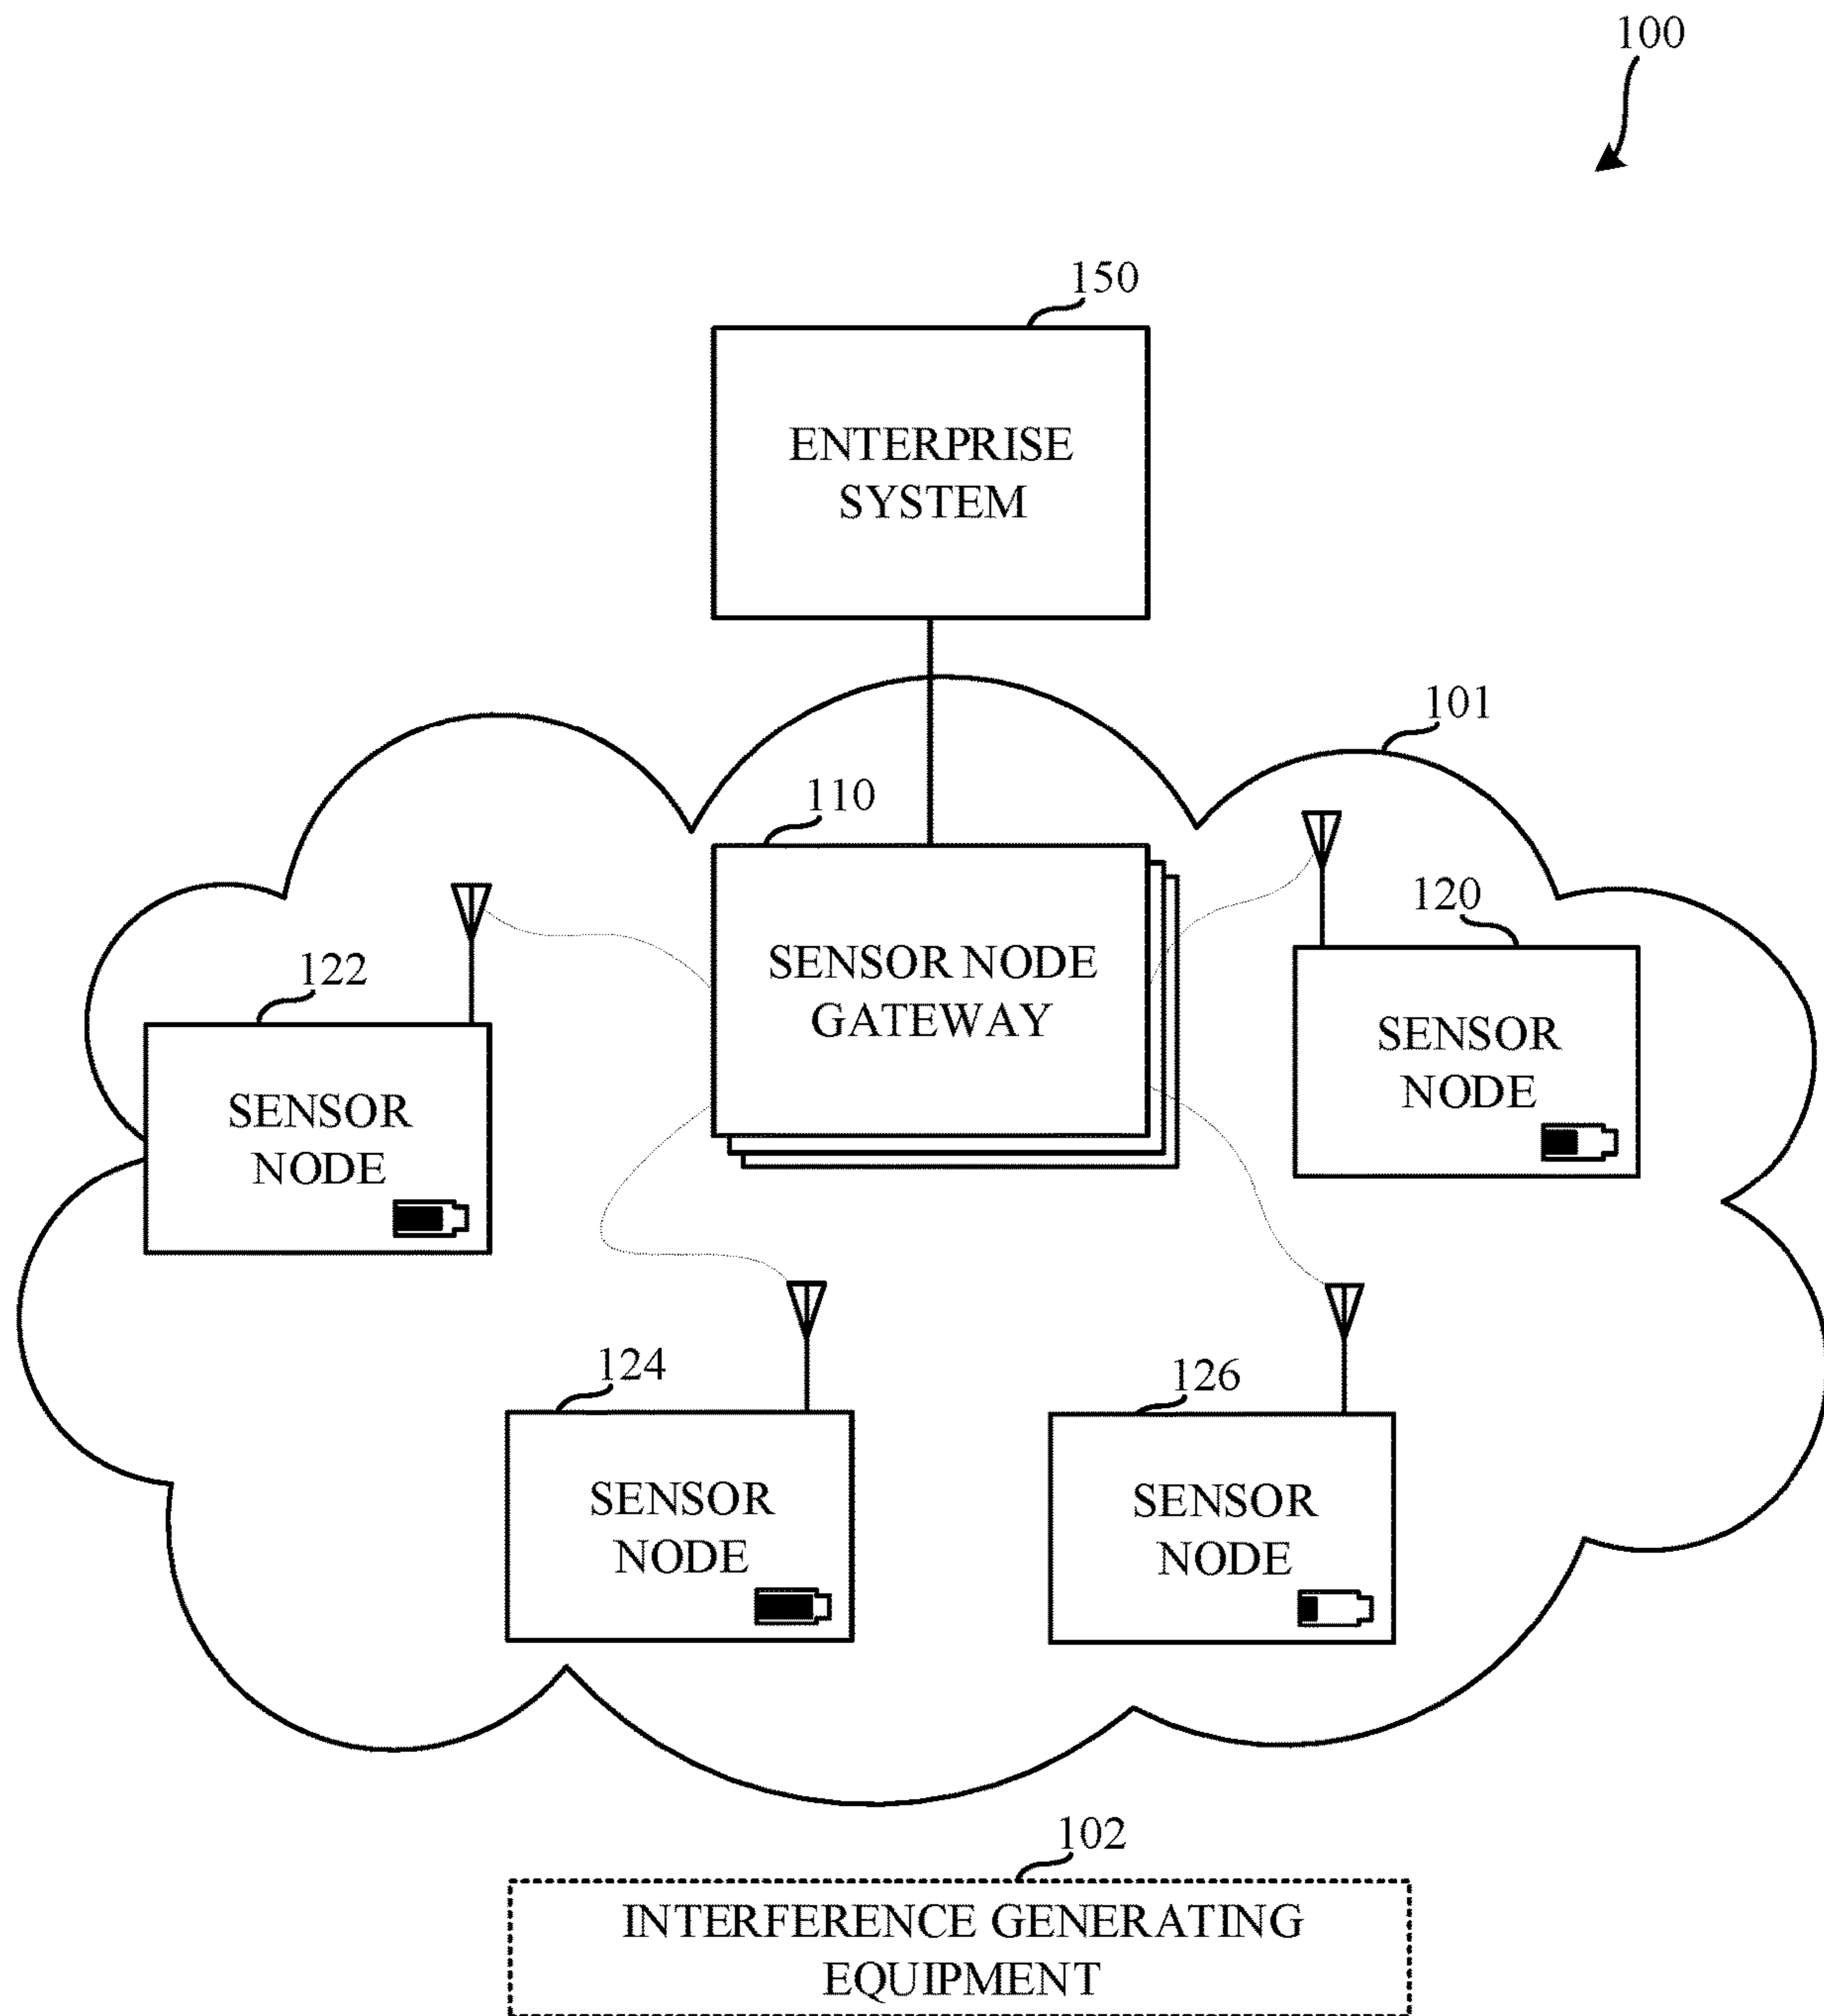 100
150
ENTERPRISE
SYSTEM
101
110
120
SENSOR NODE
GATEWAY
122
SENSOR
NODE
SENSOR
NODE
124
126
SENSOR
NODE
SENSOR
NODE
102
INTERFERENCE GENERATING
EQUIPMENT